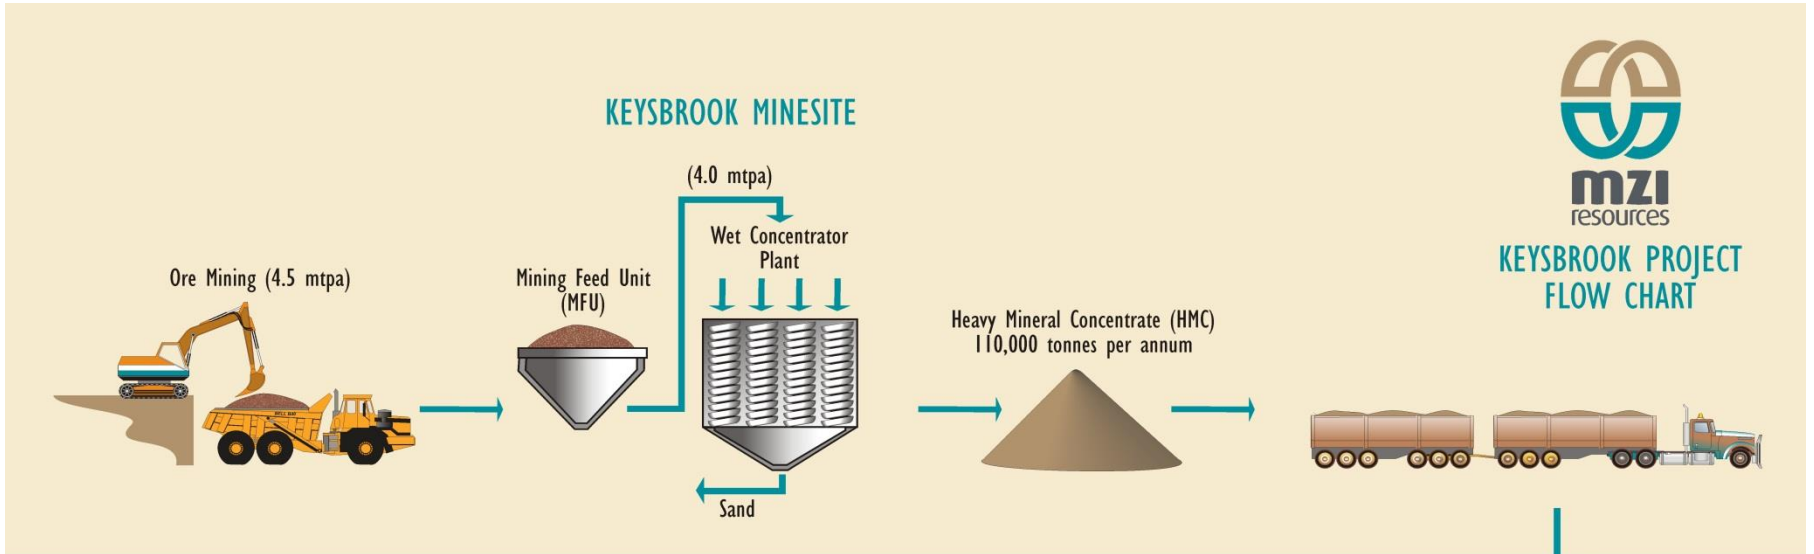 KEYSBROOK MINESITE
mzi
resources
KEYSBROOK PROJECT
FLOW CHART
Ore Mining (4.5 mtpa)
Mining Feed Unit
(MFU)
(4.0 mtpa)
Wet Concentrator
Plant
Sand
Heavy Mineral Concentrate (HMC)
110,000 tonnes per annum